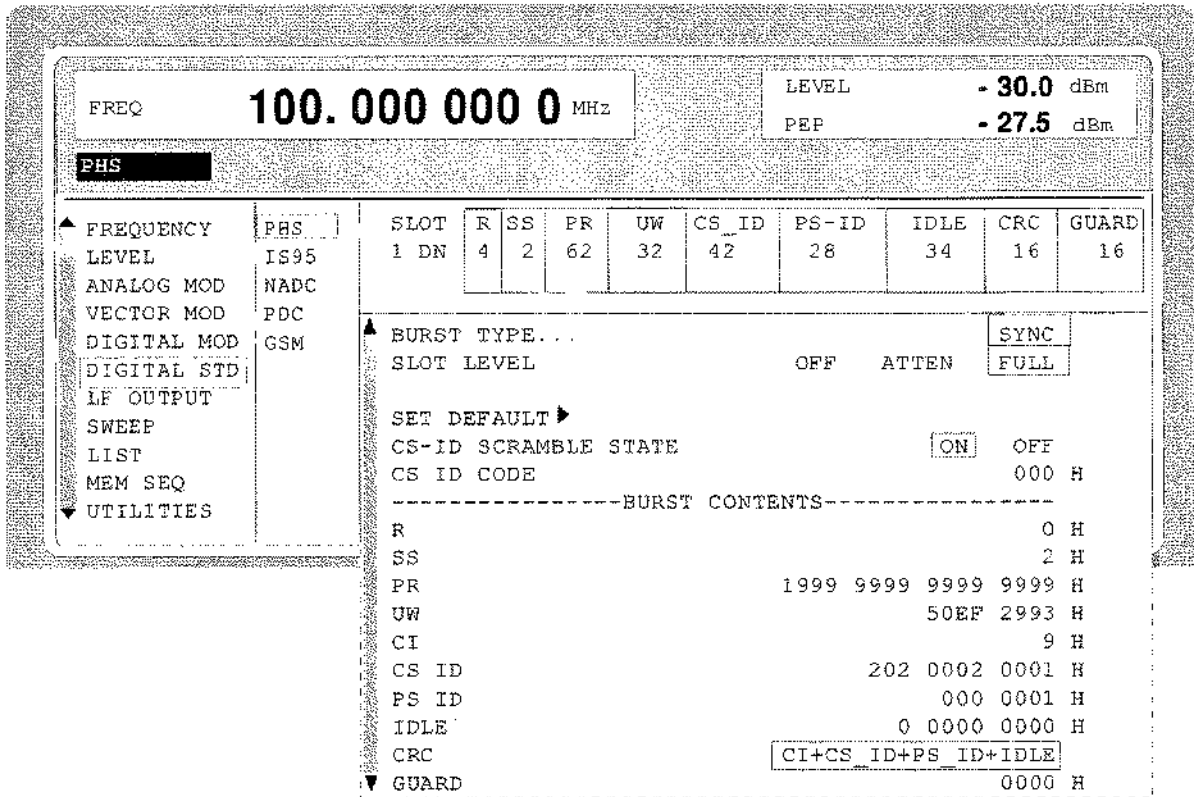 FREQ 100. 000 000 0 MHz
LEVEL - 30.0 dBm
PEP - 27.5 dBm
PHS
FREQUENCY
LEVEL
ANALOG MOD
VECTOR MOD
DIGITAL MOD
DIGITAL STD
LF OUTPUT
SWEEP
LIST
MEM SEQ
UTILITIES
PHS
IS95
NADC
PDC
GSM
SLOT R SS PR UW CS_ID PS-ID IDLE CRC GUARD
1 DN 4 2 62 32 42 28 34 16 16
BURST TYPE... SYNC
SLOT LEVEL OFF ATTEN FULL
SET DEFAULT
CS-ID SCRAMBLE STATE ON OFF
CS ID CODE 000 H
-----------------BURST CONTENTS-----------------
R 0 H
SS 2 H
PR 1999 9999 9999 9999 H
UW 50EF 2993 H
CI 9 H
CS ID 202 0002 0001 H
PS ID 000 0001 H
IDLE 0 0000 0000 H
CRC CI+CS_ID+PS_ID+IDLE
GUARD 0000 H